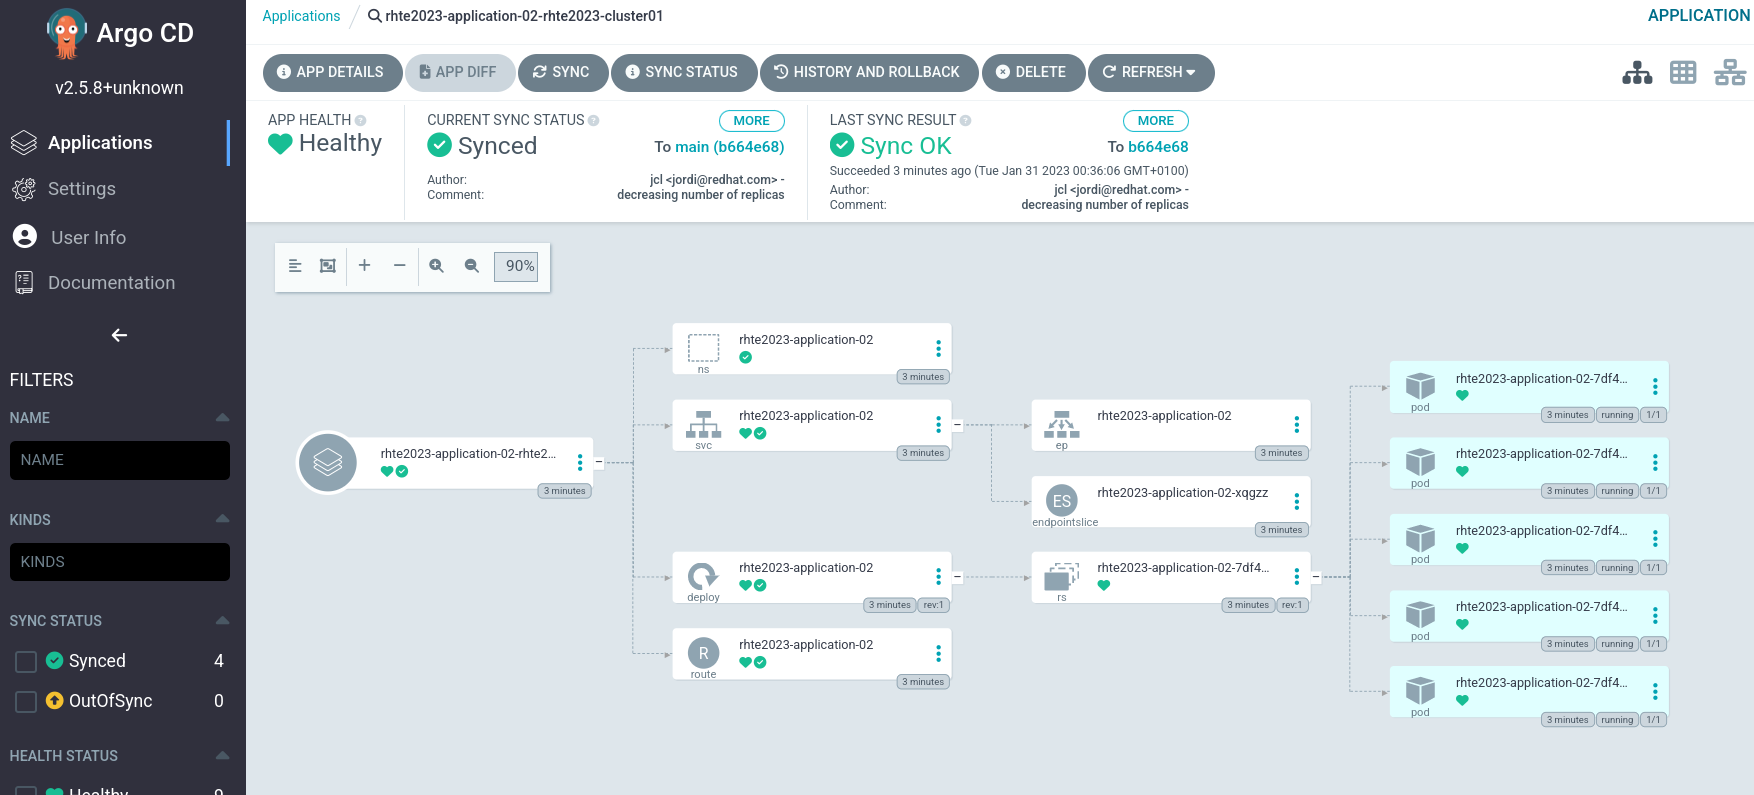 Argo CD
v2.5.8+unknown
Applications
Settings
User Info
Documentation
FILTERS
NAME
NAME
KINDS
KINDS
SYNC STATUS
Synced 4
OutOfSync 0
HEALTH STATUS
Healthy 9
Applications / rhte2023-application-02-rhte2023-cluster01
APPLICATION
APP DETAILS APP DIFF SYNC SYNC STATUS HISTORY AND ROLLBACK DELETE REFRESH
APP HEALTH
Healthy
CURRENT SYNC STATUS MORE
Synced To main (b664e68)
Author: jcl <jordi@redhat.com> -
Comment: decreasing number of replicas
LAST SYNC RESULT MORE
Sync OK To b664e68
Succeeded 3 minutes ago (Tue Jan 31 2023 00:36:06 GMT+0100)
Author: jcl <jordi@redhat.com> -
Comment: decreasing number of replicas
90%
rhte2023-application-02-rhte2...
3 minutes
rhte2023-application-02
ns
3 minutes
rhte2023-application-02
svc
3 minutes
rhte2023-application-02
deploy
3 minutes rev:1
R
rhte2023-application-02
route
3 minutes
rhte2023-application-02
ep
3 minutes
ES
rhte2023-application-02-xqgzz
endpointslice
3 minutes
rhte2023-application-02-7df4...
rs
3 minutes rev:1
rhte2023-application-02-7df4...
pod
3 minutes running 1/1
rhte2023-application-02-7df4...
pod
3 minutes running 1/1
rhte2023-application-02-7df4...
pod
3 minutes running 1/1
rhte2023-application-02-7df4...
pod
3 minutes running 1/1
rhte2023-application-02-7df4...
pod
3 minutes running 1/1